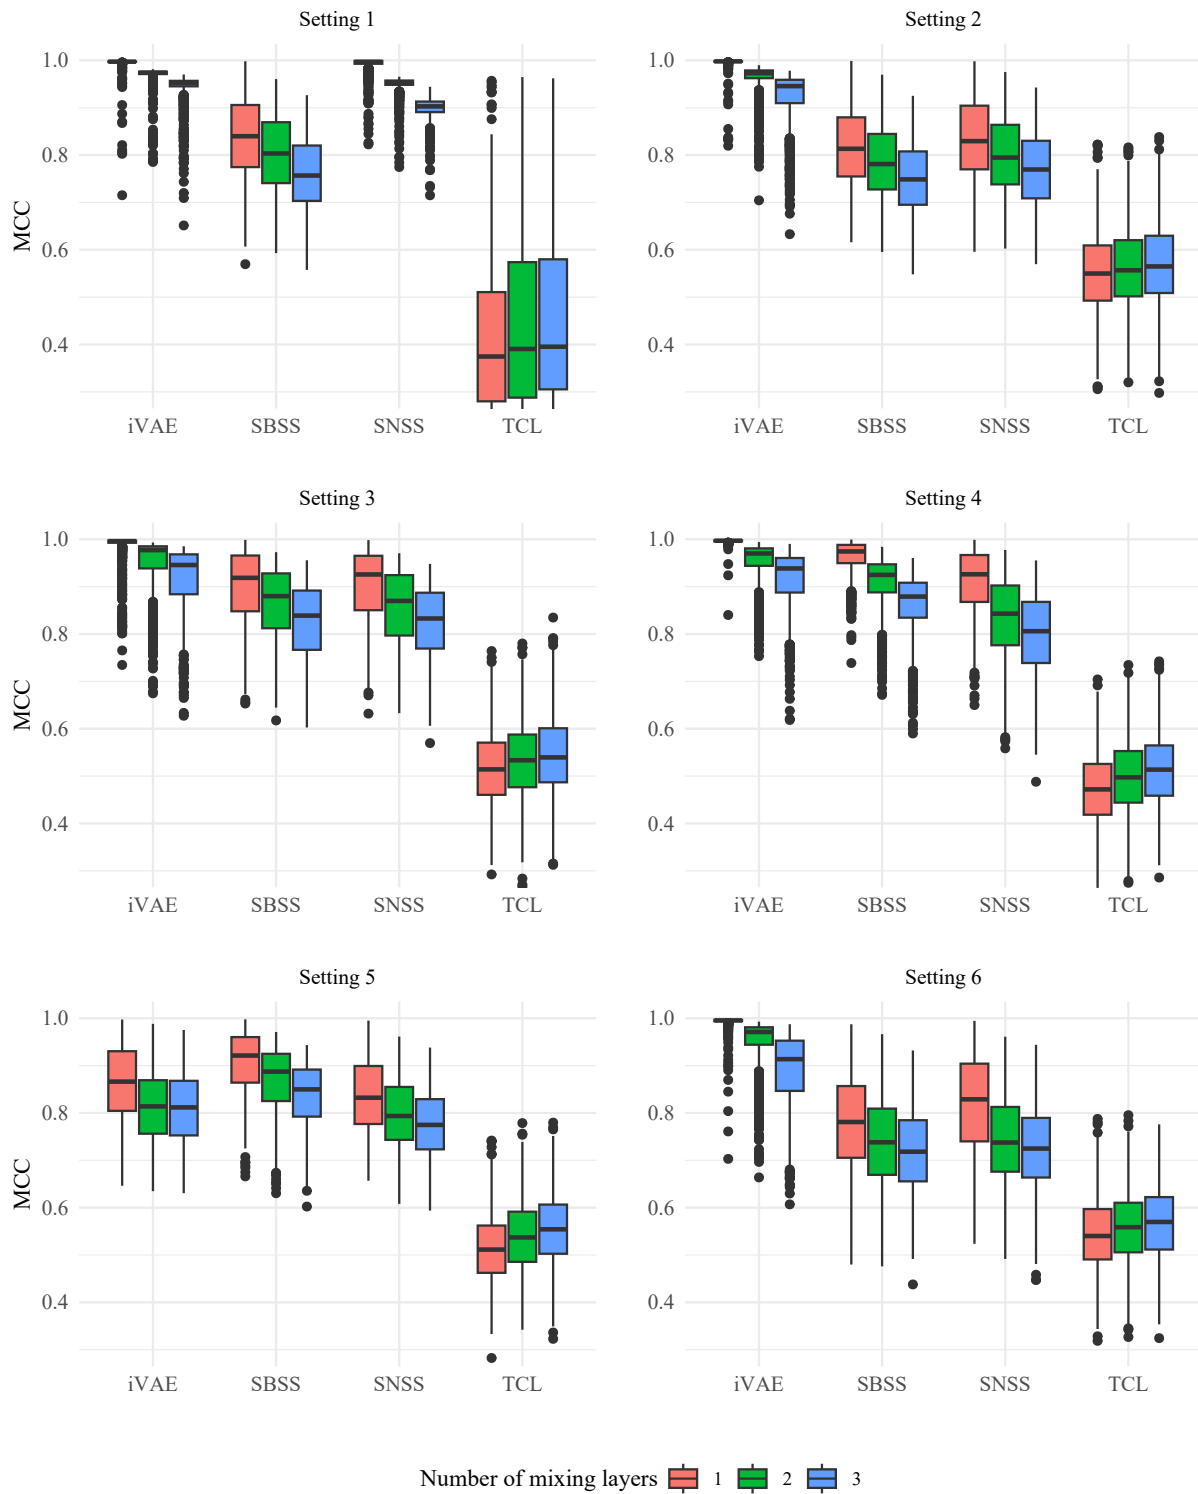 Setting 1
Setting 2
MCC
1.0
0.8
0.6
0.4
iVAE SBSS SNSS TCL
1.0
0.8
0.6
0.4
iVAE SBSS SNSS TCL
Setting 3
Setting 4
MCC
1.0
0.8
0.6
0.4
iVAE SBSS SNSS TCL
1.0
0.8
0.6
0.4
iVAE SBSS SNSS TCL
Setting 5
Setting 6
MCC
1.0
0.8
0.6
0.4
iVAE SBSS SNSS TCL
1.0
0.8
0.6
0.4
iVAE SBSS SNSS TCL
Number of mixing layers 1 2 3